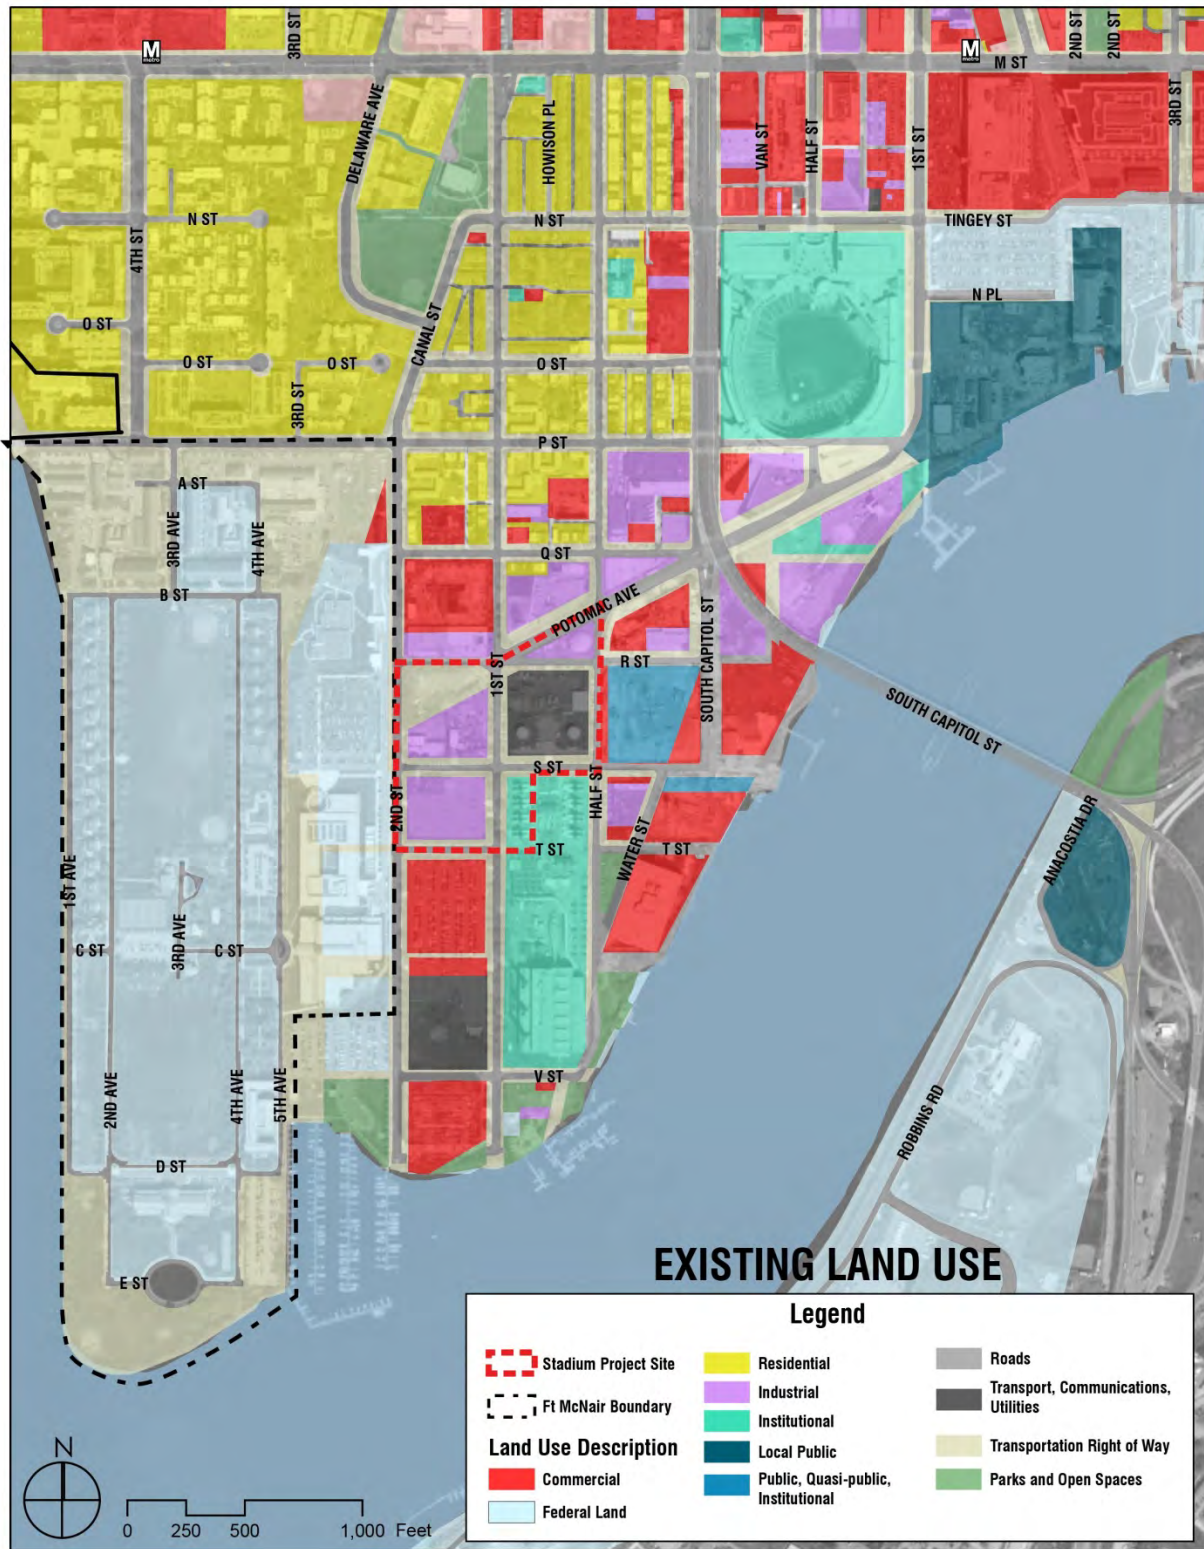 3RD ST
2ND ST
2ND ST
M
metro
M
metro
M ST
3RD ST
DELAWARE AVE
HOWISON PL
VAN ST
HALF ST
1ST ST
N ST
N ST
TINGEY ST
4TH ST
N PL
O ST
CANAL ST
O ST
O ST
O ST
3RD ST
P ST
A ST
3RD AVE
4TH AVE
Q ST
B ST
POTOMAC AVE
SOUTH CAPITOL ST
1ST ST
R ST
SOUTH CAPITOL ST
S ST
2ND ST
HALF ST
ANACOSTIA DR
WATER ST
T ST
T ST
1ST AVE
3RD AVE
C ST
C ST
V ST
2ND AVE
4TH AVE
5TH AVE
ROBBINS RD
D ST
E ST
EXISTING LAND USE
Legend
Stadium Project Site
Ft McNair Boundary
Land Use Description
Commercial
Federal Land
Residential
Industrial
Institutional
Local Public
Public, Quasi-public,
Institutional
Roads
Transport, Communications,
Utilities
Transportation Right of Way
Parks and Open Spaces
N
0 250 500 1,000 Feet